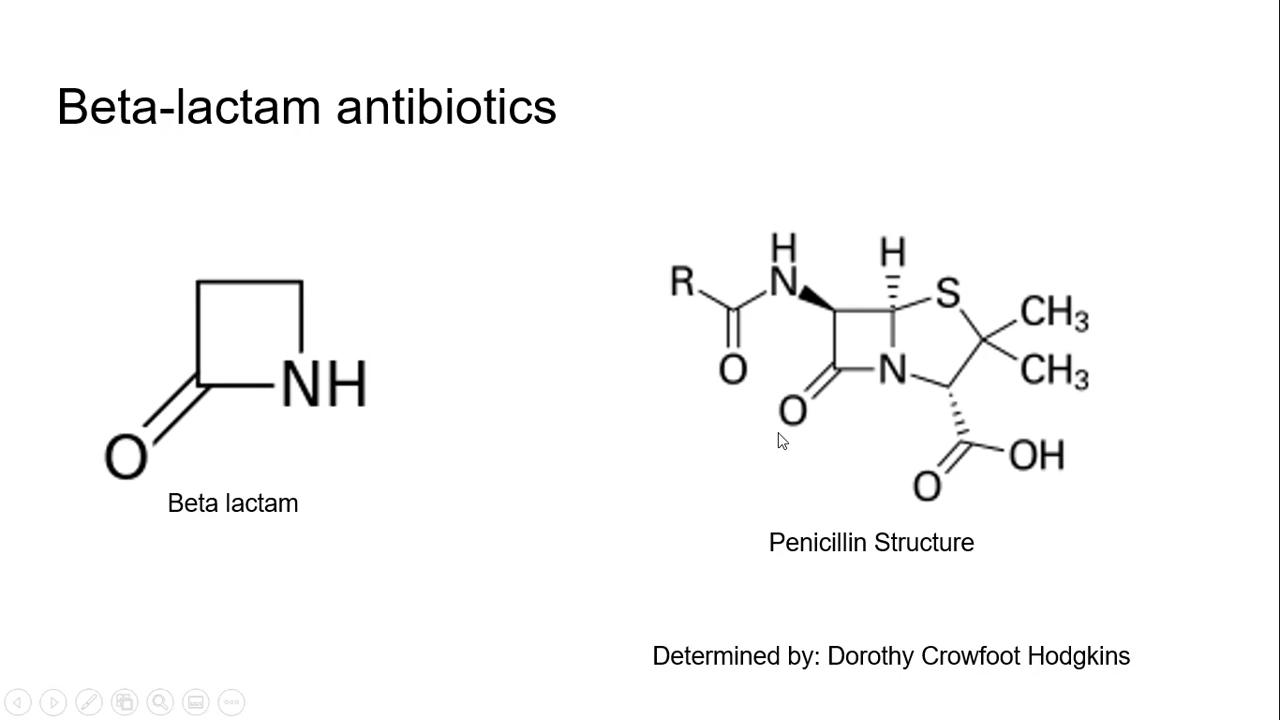 Beta-lactam antibiotics
O
NH
Beta lactam
H
H
R
N
S
CH3
O
N
CH3
O
OH
O
Penicillin Structure
Determined by: Dorothy Crowfoot Hodgkins